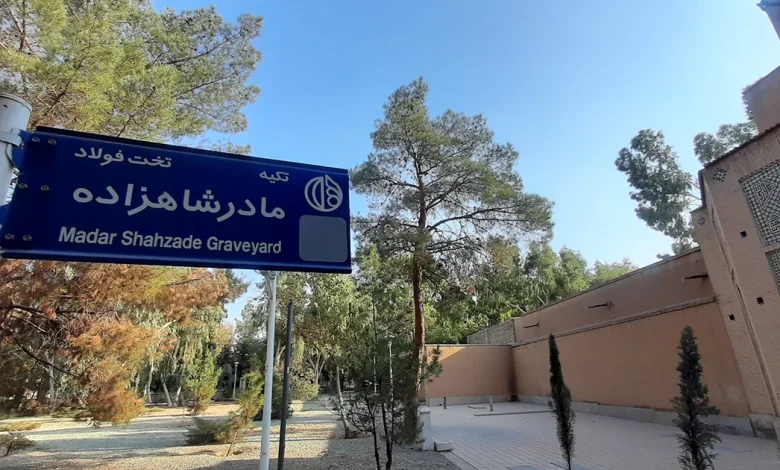 تخت فولاد
تکیه
مادرشاهزاده
Madar Shahzade Graveyard